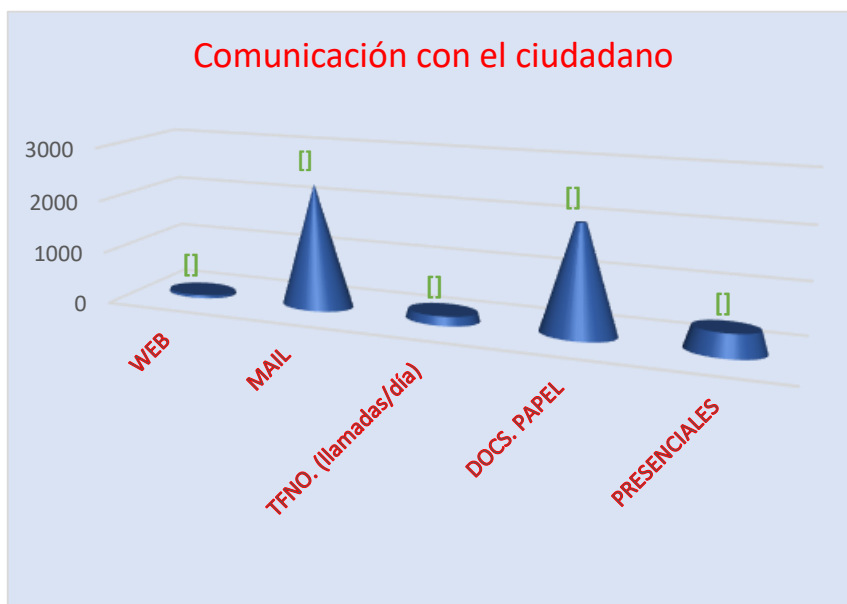 Comunicación con el ciudadano
3000
2000
1000
0
[]
[]
[]
[]
[]
WEB
MAIL
TFNO. (llamadas/día)
DOCS. PAPEL
PRESENCIALES